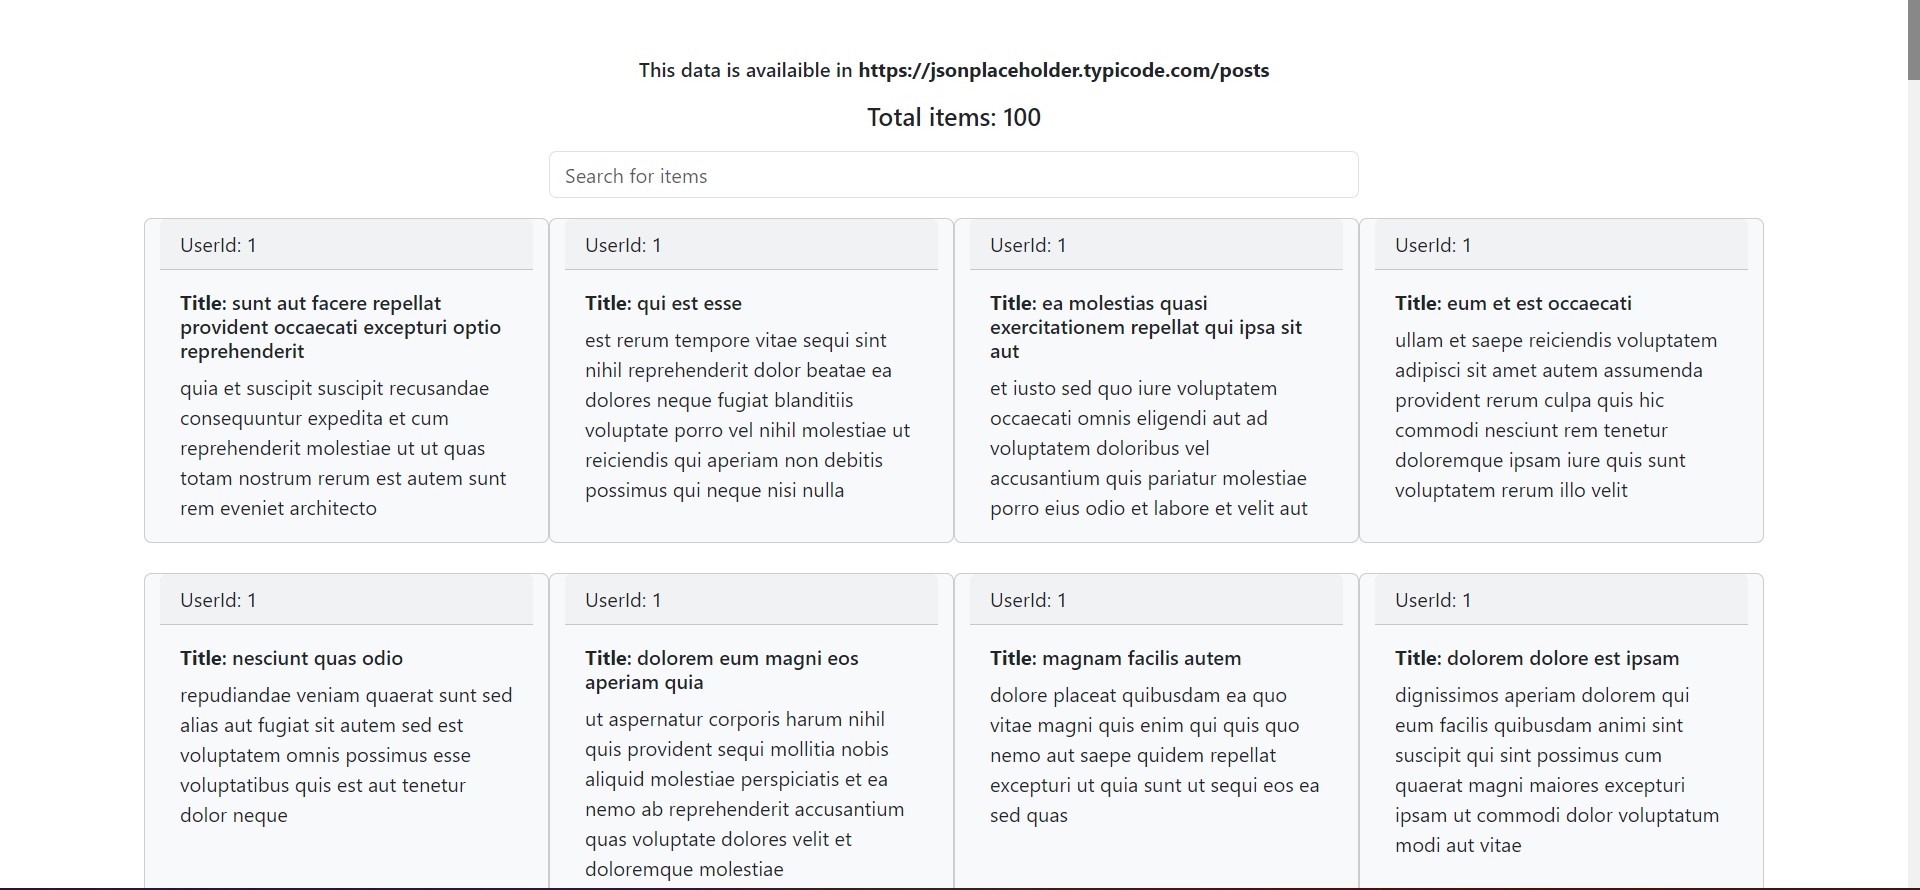 This data is availaible in https://jsonplaceholder.typicode.com/posts
Total items: 100
Search for items
UserId: 1
Title: sunt aut facere repellat
provident occaecati excepturi optio
reprehenderit
quia et suscipit suscipit recusandae
consequuntur expedita et cum
reprehenderit molestiae ut ut quas
totam nostrum rerum est autem sunt
rem eveniet architecto
UserId: 1
Title: qui est esse
est rerum tempore vitae sequi sint
nihil reprehenderit dolor beatae ea
dolores neque fugiat blanditiis
voluptate porro vel nihil molestiae ut
reiciendis qui aperiam non debitis
possimus qui neque nisi nulla
UserId: 1
Title: ea molestias quasi
exercitationem repellat qui ipsa sit
aut
et iusto sed quo iure voluptatem
occaecati omnis eligendi aut ad
voluptatem doloribus vel
accusantium quis pariatur molestiae
porro eius odio et labore et velit aut
UserId: 1
Title: eum et est occaecati
ullam et saepe reiciendis voluptatem
adipisci sit amet autem assumenda
provident rerum culpa quis hic
commodi nesciunt rem tenetur
doloremque ipsam iure quis sunt
voluptatem rerum illo velit
UserId: 1
Title: nesciunt quas odio
repudiandae veniam quaerat sunt sed
alias aut fugiat sit autem sed est
voluptatem omnis possimus esse
voluptatibus quis est aut tenetur
dolor neque
UserId: 1
Title: dolorem eum magni eos
aperiam quia
ut aspernatur corporis harum nihil
quis provident sequi mollitia nobis
aliquid molestiae perspiciatis et ea
nemo ab reprehenderit accusantium
quas voluptate dolores velit et
doloremque molestiae
UserId: 1
Title: magnam facilis autem
dolore placeat quibusdam ea quo
vitae magni quis enim qui quis quo
nemo aut saepe quidem repellat
excepturi ut quia sunt ut sequi eos ea
sed quas
UserId: 1
Title: dolorem dolore est ipsam
dignissimos aperiam dolorem qui
eum facilis quibusdam animi sint
suscipit qui sint possimus cum
quaerat magni maiores excepturi
ipsam ut commodi dolor voluptatum
modi aut vitae